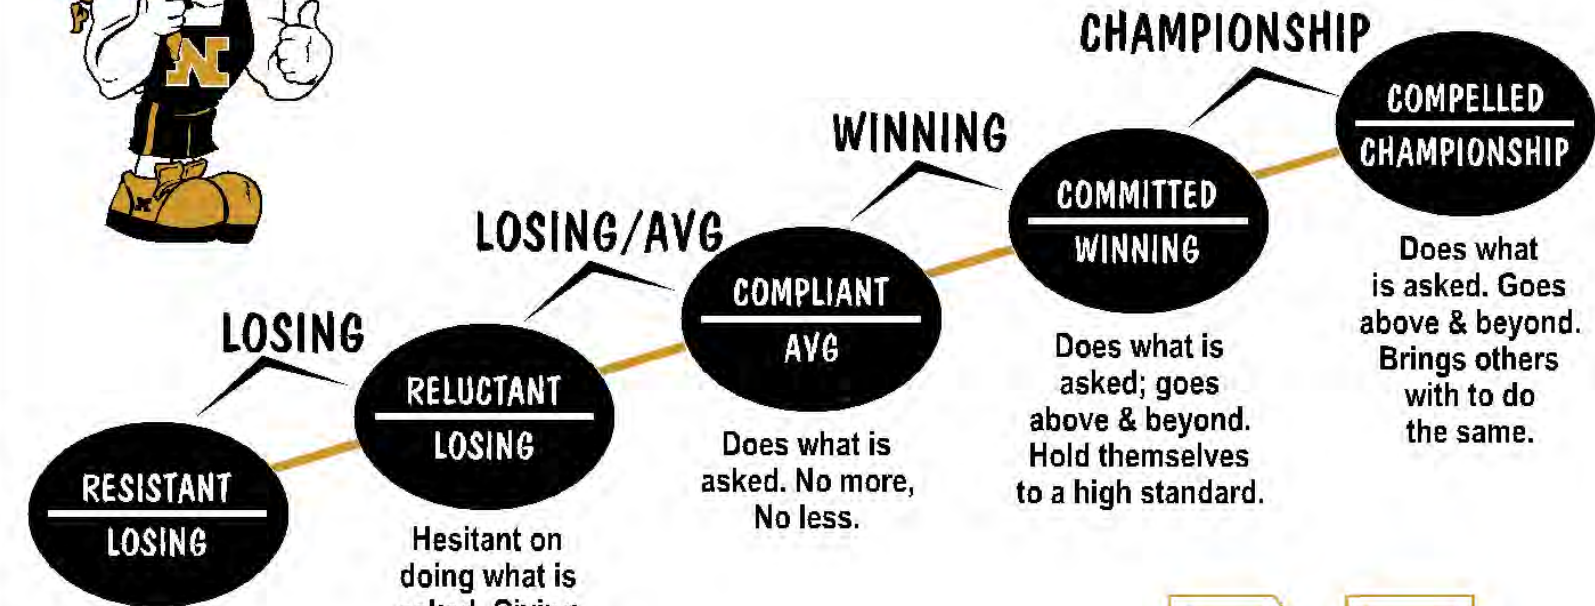 N
CHAMPIONSHIP
COMPELLED
CHAMPIONSHIP
Does what
is asked. Goes
above & beyond.
Brings others
with to do
the same.
WINNING
COMMITTED
WINNING
Does what is
asked; goes
above & beyond.
Hold themselves
to a high standard.
LOSING/AVG
COMPLIANT
AVG
Does what is
asked. No more,
No less.
LOSING
RELUCTANT
LOSING
Hesitant on
doing what is
RESISTANT
LOSING